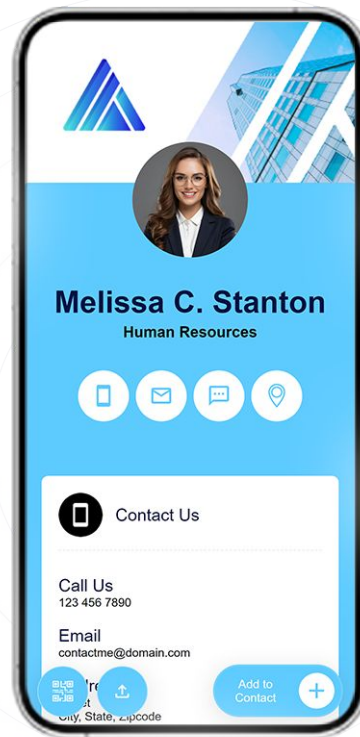 Melissa C. Stanton
Human Resources
Contact Us
Call Us
123 456 7890
Email
contactme@domain.com
Add to
Contact
City, State, Zipcode